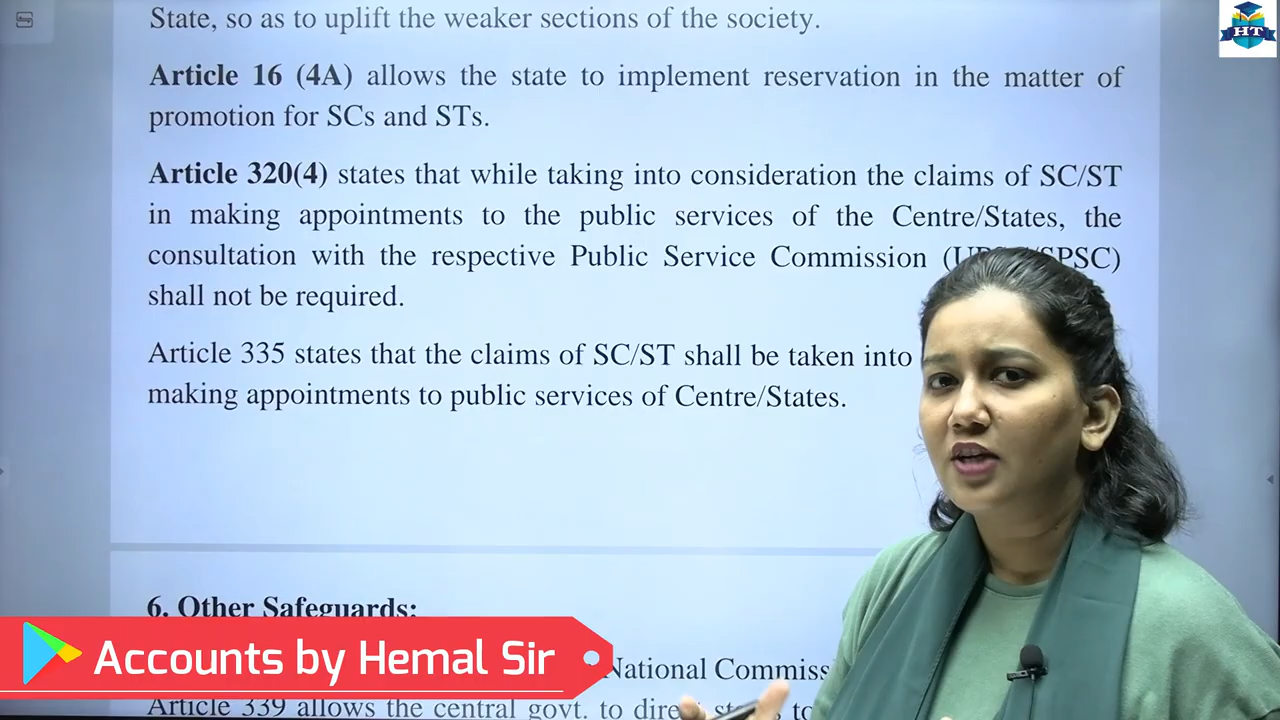 State, so as to uplift the weaker sections of the society.
HT
Article 16 (4A) allows the state to implement reservation in the matter of
promotion for SCs and STs.
Article 320(4) states that while taking into consideration the claims of SC/ST
in making appointments to the public services of the Centre/States, the
consultation with the respective Public Service Commission (UPSC/SPSC)
shall not be required.
Article 335 states that the claims of SC/ST shall be taken into
making appointments to public services of Centre/States.
6. Other Safeguards:
Accounts by Hemal Sir
National Commiss
Article 339 allows the central govt. to direct states to